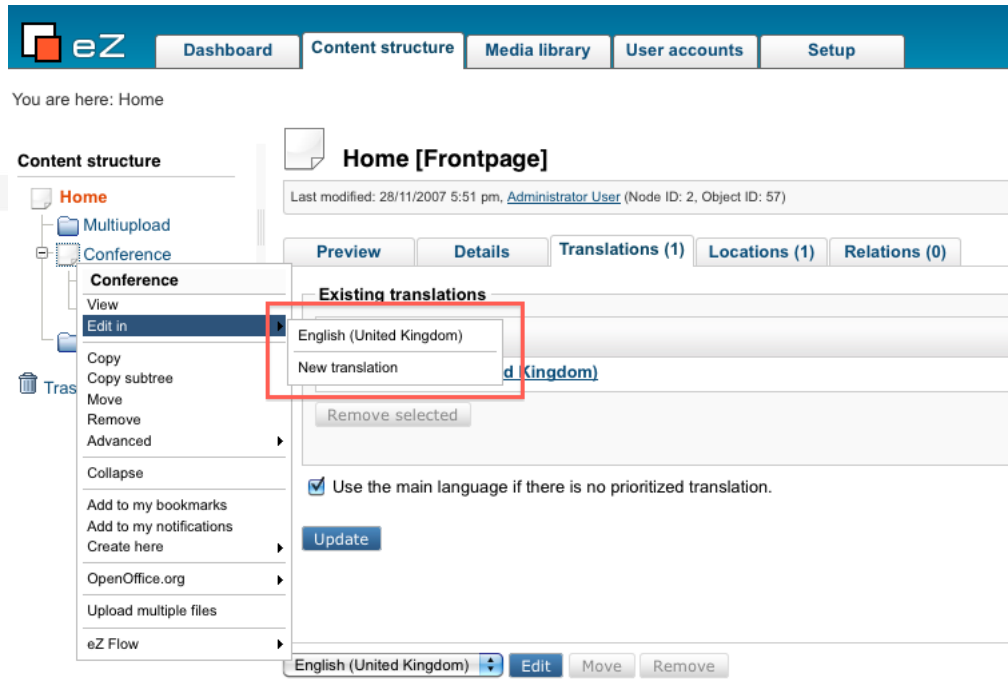 eZ
Dashboard
Content structure
Media library
User accounts
Setup
You are here: Home
Content structure
Home
Multiupload
Conference
Tras
Conference
View
Edit in
Copy
Copy subtree
Move
Remove
Advanced
Collapse
Add to my bookmarks
Add to my notifications
Create here
OpenOffice.org
Upload multiple files
eZ Flow
English (United Kingdom)
New translation
Home [Frontpage]
Last modified: 28/11/2007 5:51 pm, Administrator User (Node ID: 2, Object ID: 57)
Preview
Details
Translations (1)
Locations (1)
Relations (0)
Existing translations
d Kingdom)
Remove selected
Use the main language if there is no prioritized translation.
Update
English (United Kingdom)
Edit
Move
Remove